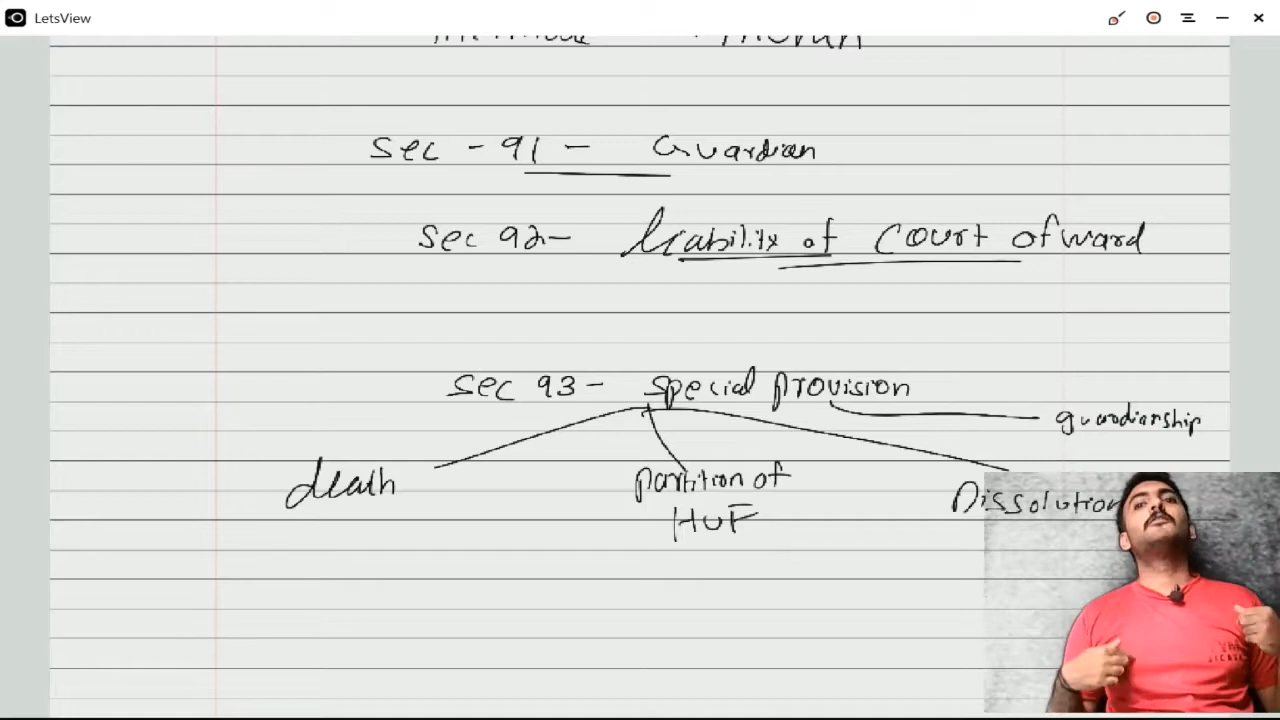 LetsView
Sec - 91 - Guardian
Sec 92 - liability of Court of ward
Sec 93 - special provision
guardianship
death
partition of
HUF
Dissolution